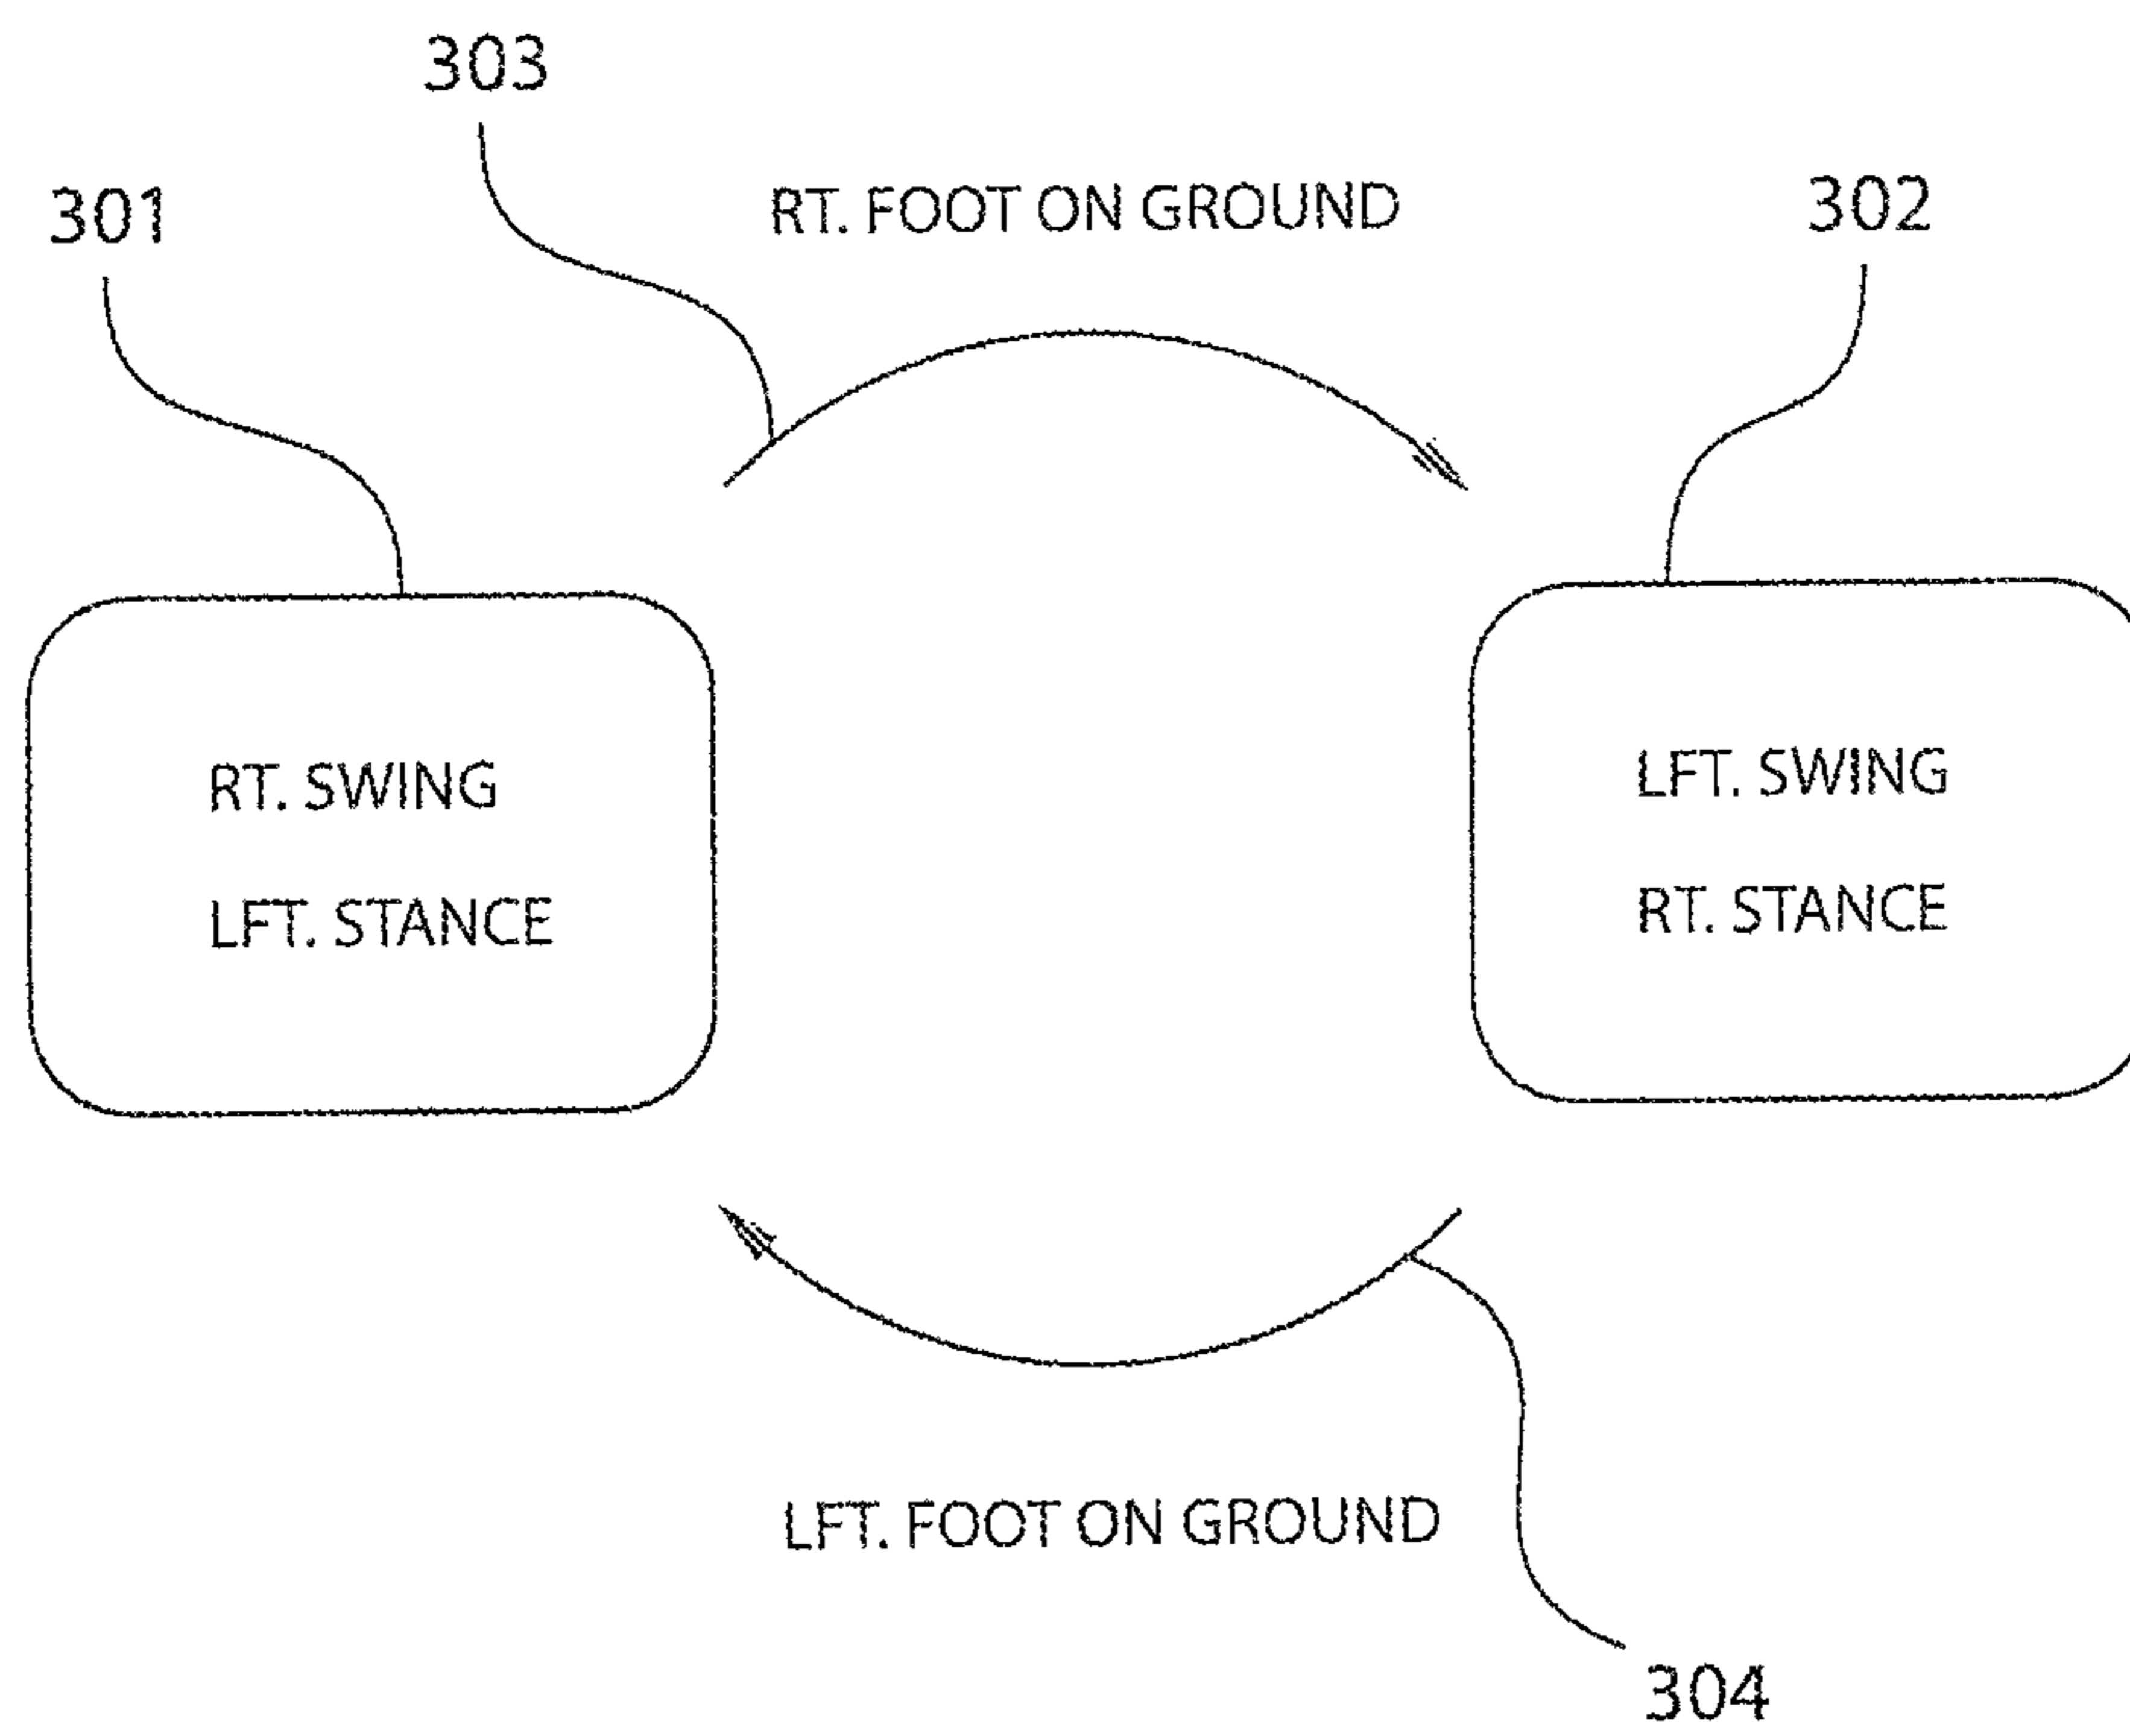 303
301
RT. FOOT ON GROUND
302
RT. SWING
LFT. STANCE
LFT. SWING
RT. STANCE
LFT. FOOT ON GROUND
304